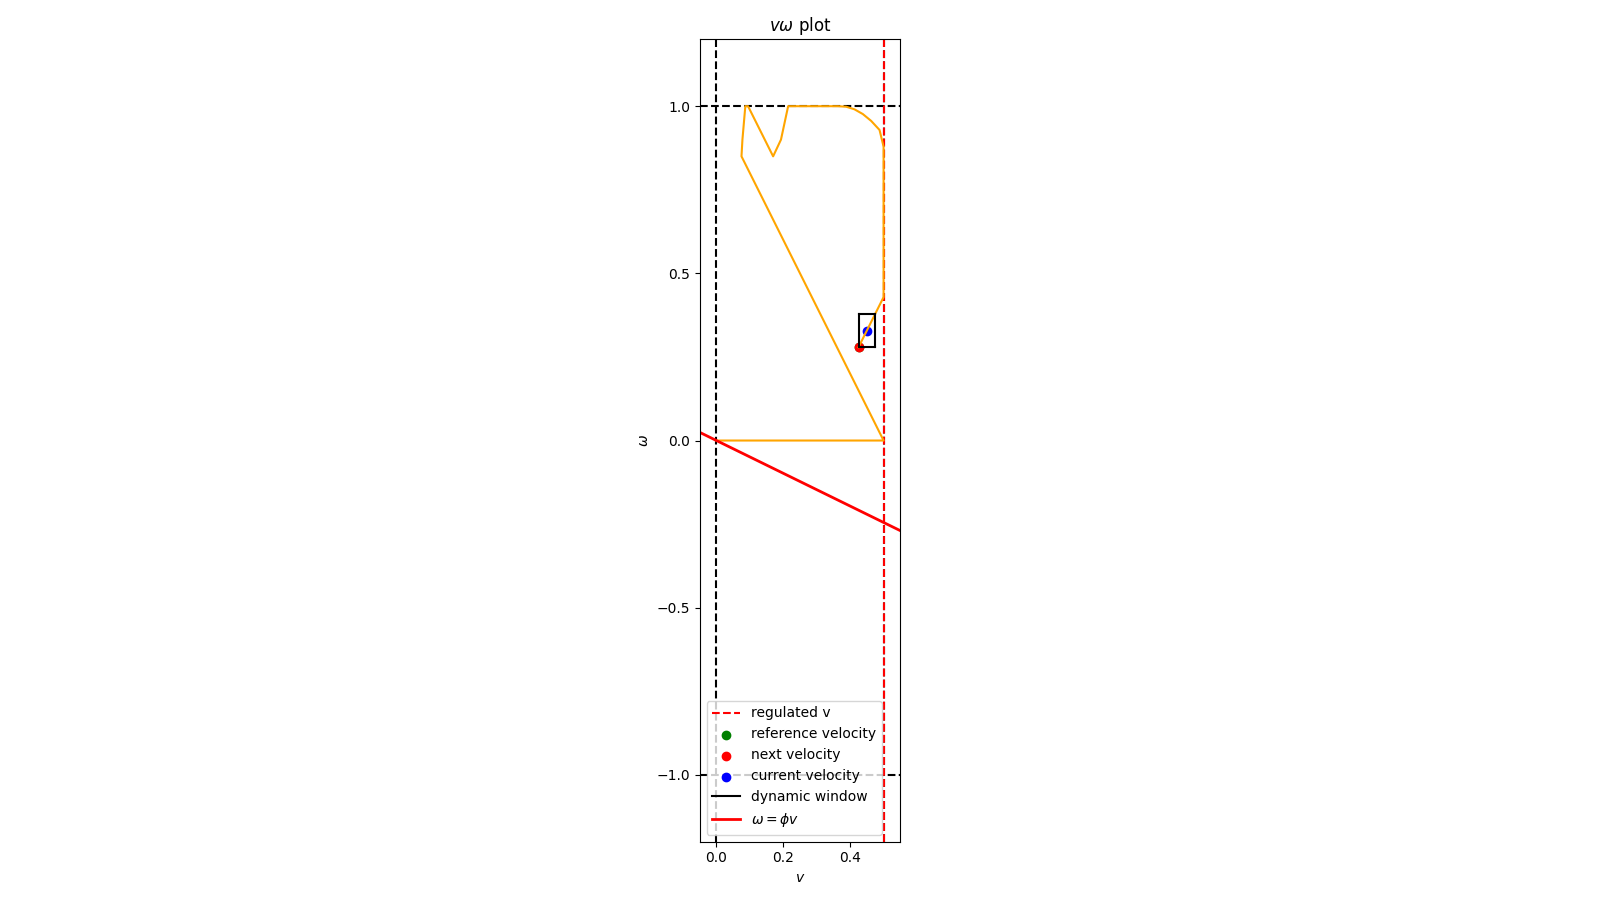 vω plot
1.0
0.5
0.0
−0.5
−1.0
ω
regulated v
reference velocity
next velocity
current velocity
dynamic window
ω = ϕv
0.0 0.2 0.4
v